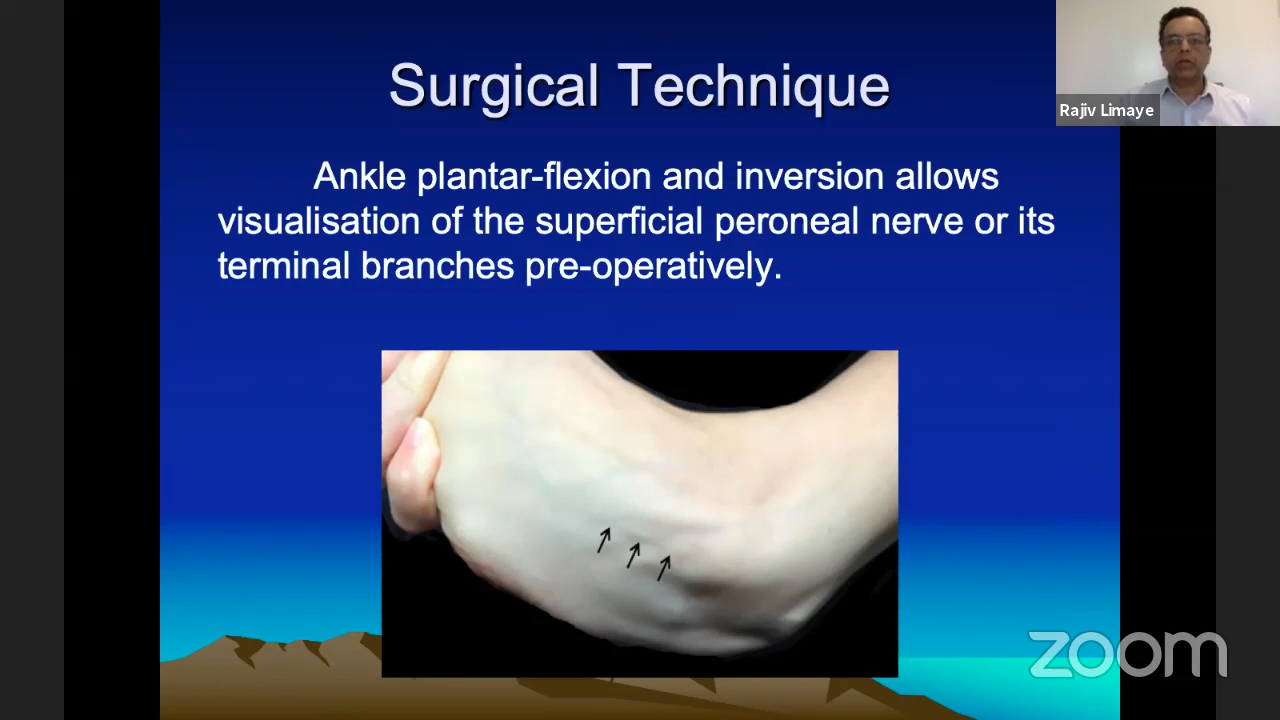 Surgical Technique
Rajiv Limaye
Ankle plantar-flexion and inversion allows
visualisation of the superficial peroneal nerve or its
terminal branches pre-operatively.
zoom